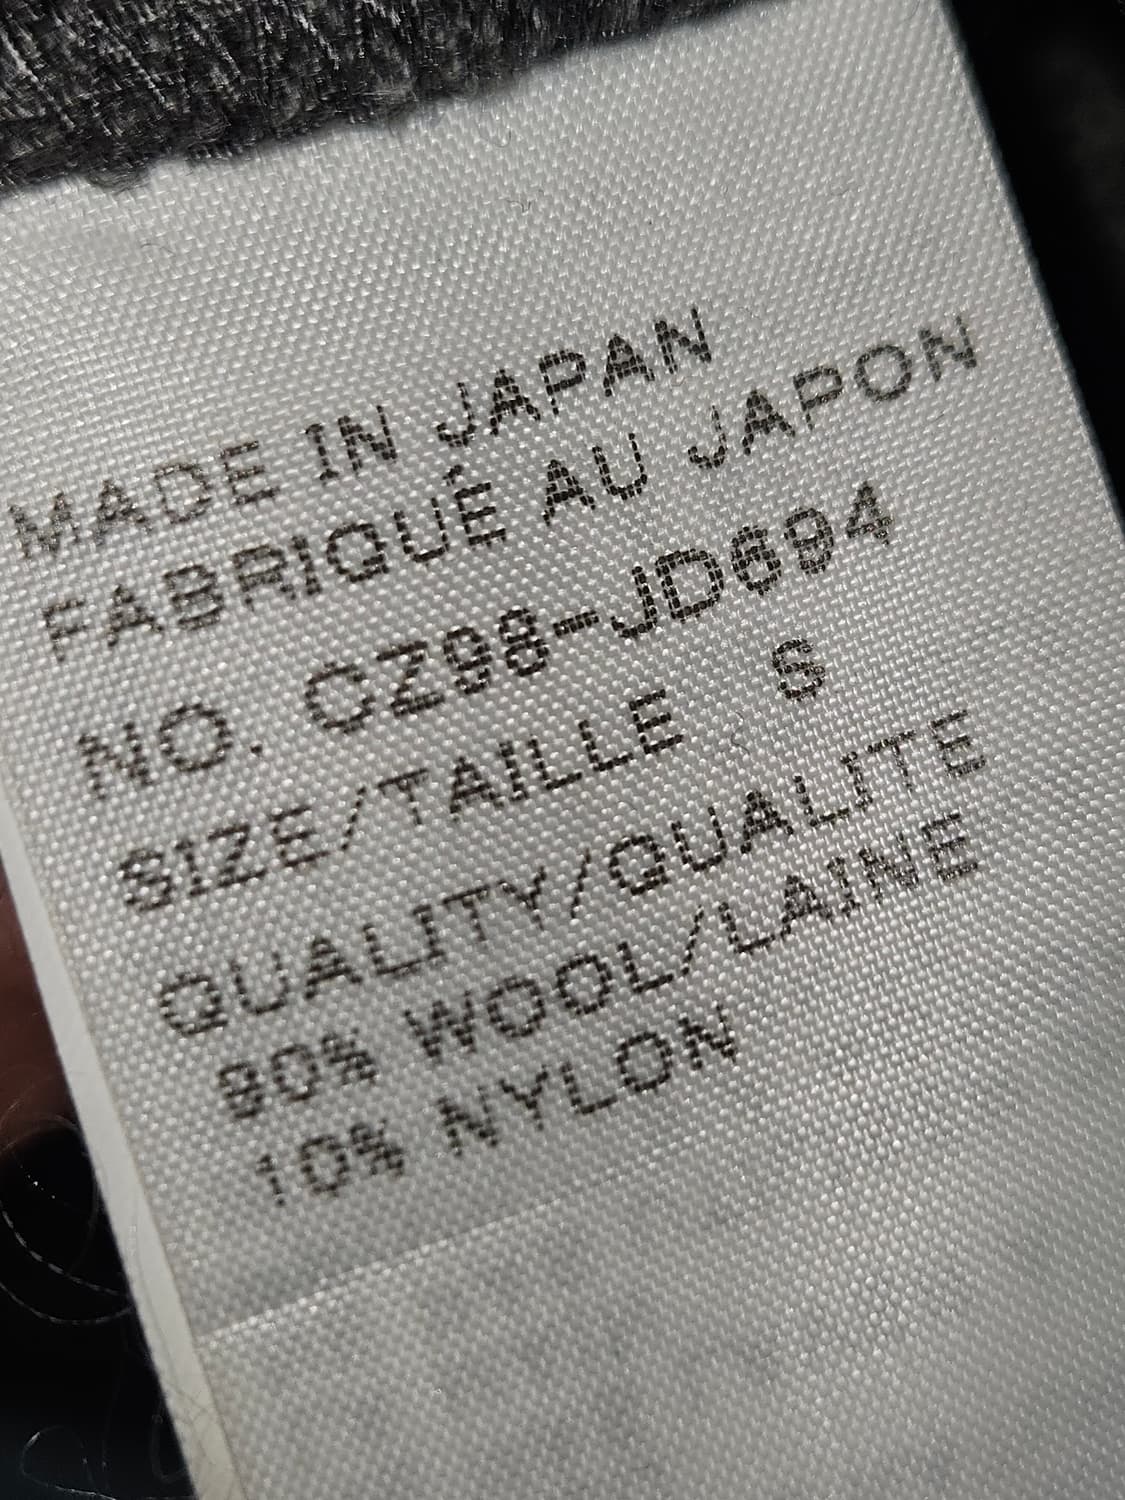 MADE IN JAPAN
FABRIQUÉ AU JAPON
NO. CZ98-JD694
SIZE/TAILLE S
QUALITY/QUALITE
90% WOOL/LAINE
10% NYLON